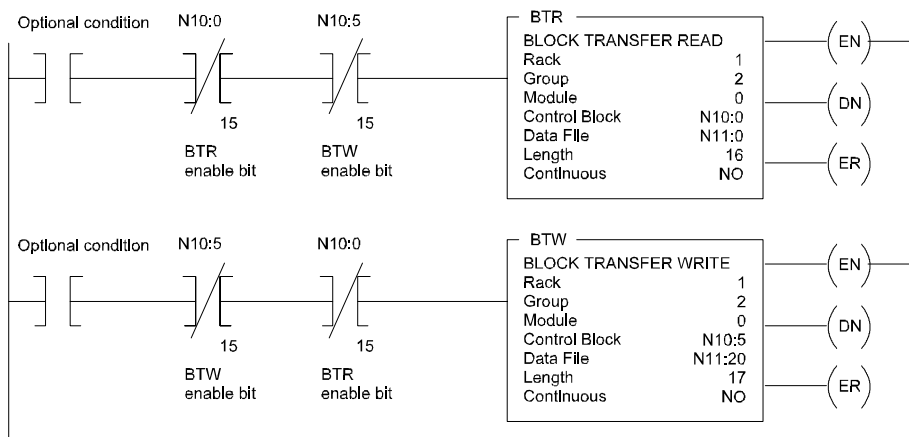 Optional condition N10:0 N10:5
15 15
BTR BTW
enable bit enable bit
BTR
BLOCK TRANSFER READ
Rack 1
Group 2
Module 0
Control Block N10:0
Data File N11:0
Length 16
Continuous NO
EN
DN
ER
Optional condition N10:5 N10:0
15 15
BTW BTR
enable bit enable bit
BTW
BLOCK TRANSFER WRITE
Rack 1
Group 2
Module 0
Control Block N10:5
Data File N11:20
Length 17
Continuous NO
EN
DN
ER